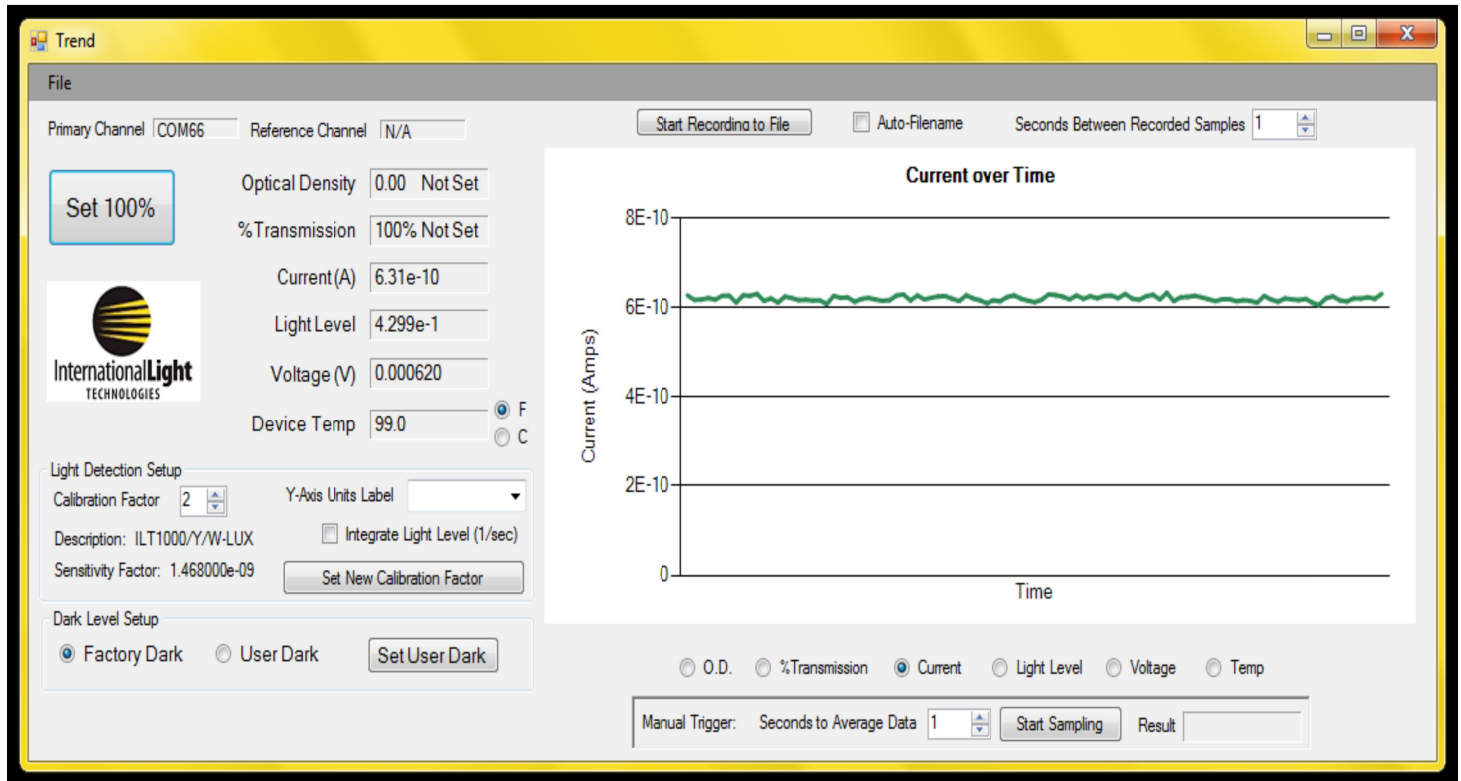 Trend
File
Primary Channel COM66 Reference Channel N/A
Start Recording to File Auto-Filename Seconds Between Recorded Samples 1
Set 100%
Optical Density 0.00 Not Set
%Transmission 100% Not Set
Current (A) 6.31e-10
Light Level 4.299e-1
Voltage (V) 0.000620
Device Temp 99.0 F
C
InternationalLight
TECHNOLOGIES
Light Detection Setup
Calibration Factor 2 Y-Axis Units Label
Description: ILT1000/Y/W-LUX Integrate Light Level (1/sec)
Sensitivity Factor: 1.468000e-09 Set New Calibration Factor
Dark Level Setup
Factory Dark User Dark Set User Dark
Current over Time
8E-10
6E-10
4E-10
2E-10
0
Current (Amps)
Time
O.D. %Transmission Current Light Level Voltage Temp
Manual Trigger: Seconds to Average Data 1 Start Sampling Result